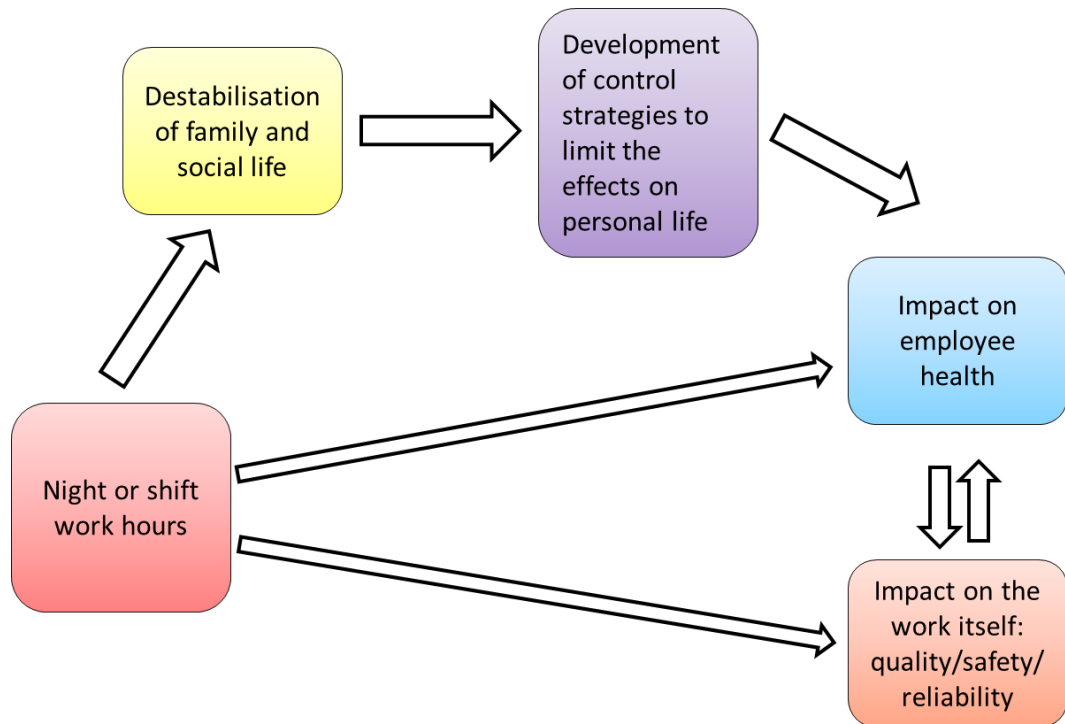 Destabilisation
of family and
social life
Development
of control
strategies to
limit the
effects on
personal life
Impact on
employee
health
Night or shift
work hours
Impact on the
work itself:
quality/safety/
reliability